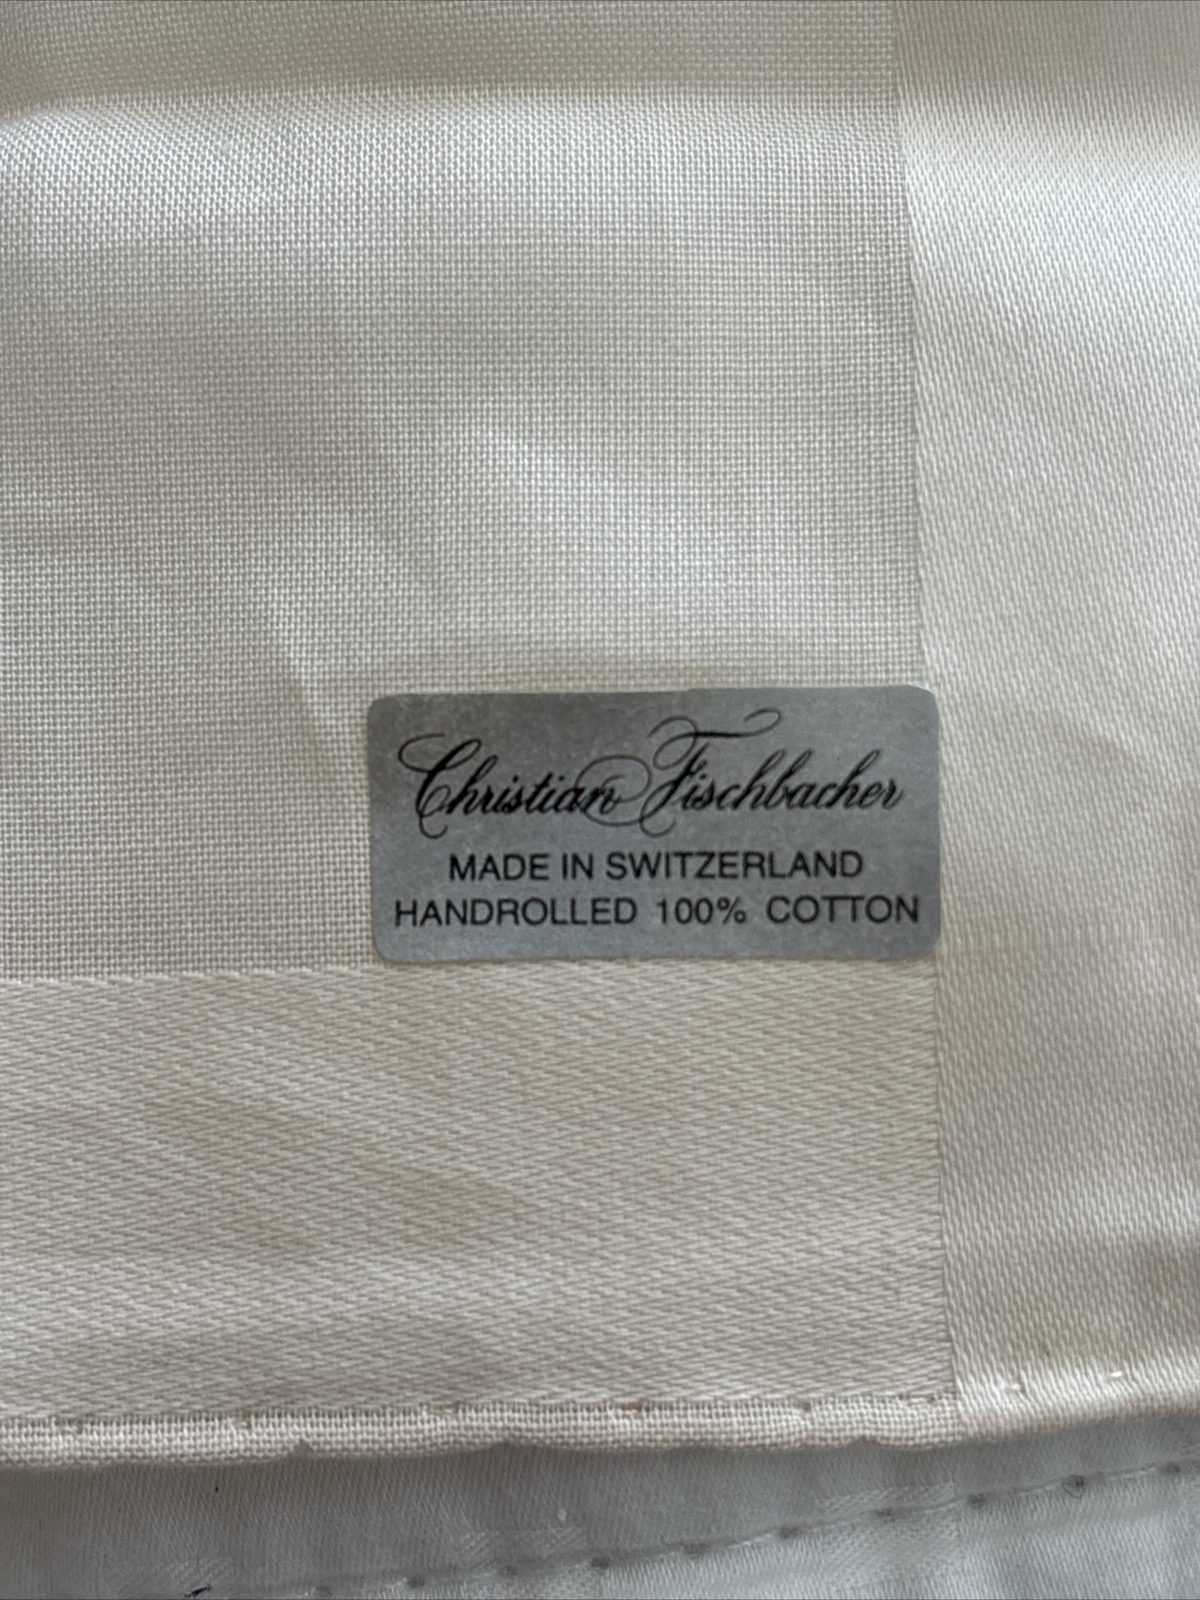 Christian Fischbacher
MADE IN SWITZERLAND
HANDROLLED 100% COTTON